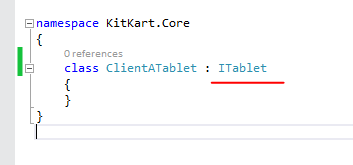 namespace KitKart.Core
{
0 references
class ClientATablet : ITablet
{
}
}